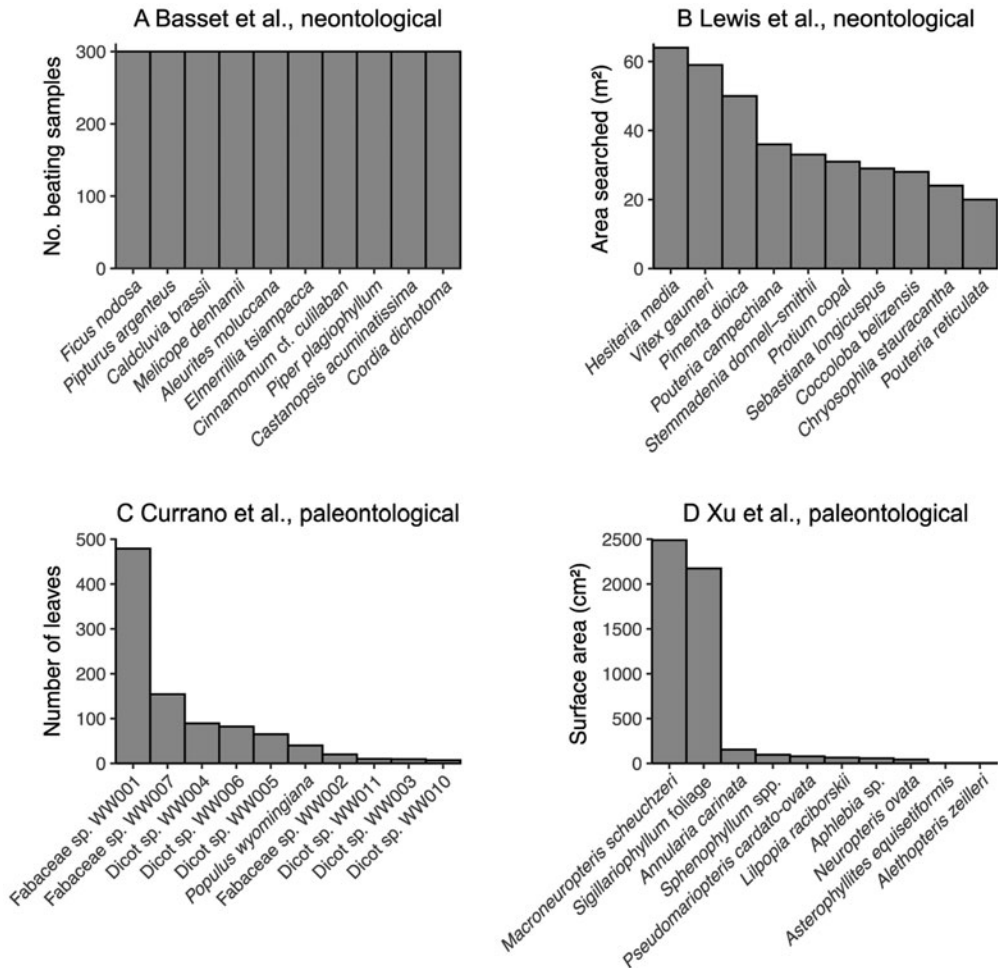 A Basset et al., neontological
No. beating samples
300
200
100
0
Ficus nodosa
Pipturus argenteus
Caldcluvia brassii
Melicope denhamii
Aleurites moluccana
Elmerrillia tsiampacca
Cinnamomum ct. culilaban
Piper plagiophyllum
Castanopsis acuminatissima
Cordia dichotoma
B Lewis et al., neontological
Area searched (m²)
60
40
20
0
Hesiteria media
Vitex gaumeri
Pimenta dioica
Pouteria campechiana
Stemmadenia donnell–smithii
Protium copal
Sebastiana longicuspus
Coccoloba belizensis
Chrysophila stauracantha
Pouteria reticulata
C Currano et al., paleontological
Number of leaves
500
400
300
200
100
0
Fabaceae sp. WW001
Fabaceae sp. WW007
Dicot sp. WW004
Dicot sp. WW006
Dicot sp. WW005
Populus wyomingiana
Fabaceae sp. WW002
Dicot sp. WW011
Dicot sp. WW003
Dicot sp. WW010
D Xu et al., paleontological
Surface area (cm²)
2500
2000
1500
1000
500
0
Macroneuropteris scheuchzeri
Sigillariophyllum foliage
Annularia carinata
Sphenophyllum spp.
Pseudomariopteris cardato-ovata
Lilpopia raciborskii
Aphlebia sp.
Neuropteris ovata
Asterophyllites equisetiformis
Alethopteris zeilleri